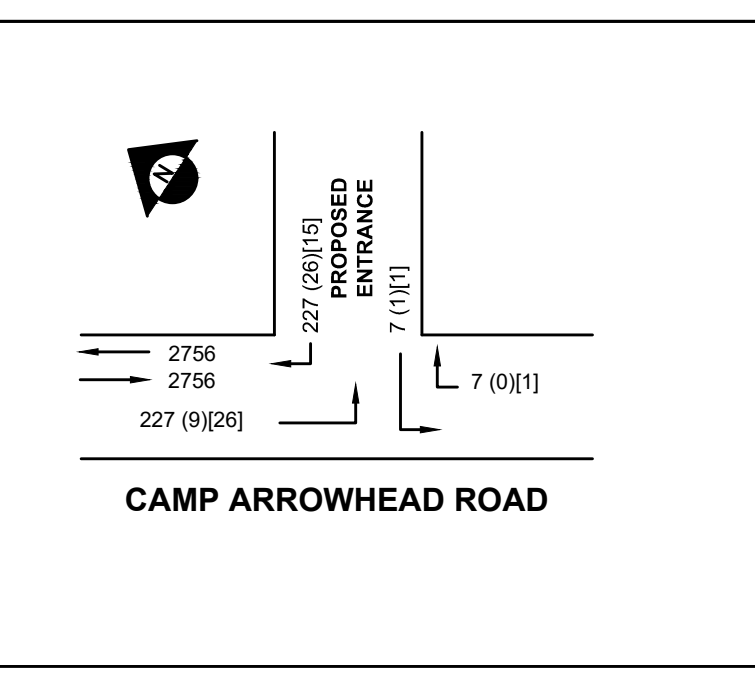 N
227 (26)[15]
PROPOSED
ENTRANCE
7 (1)[1]
2756
2756
7 (0)[1]
227 (9)[26]
CAMP ARROWHEAD ROAD